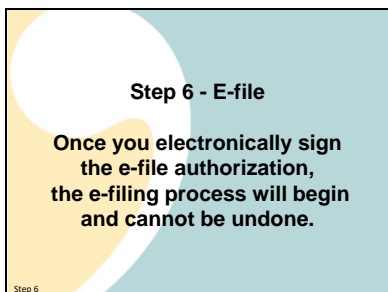 Step 6 - E-file
Once you electronically sign
the e-file authorization,
the e-filing process will begin
and cannot be undone.
Step 6